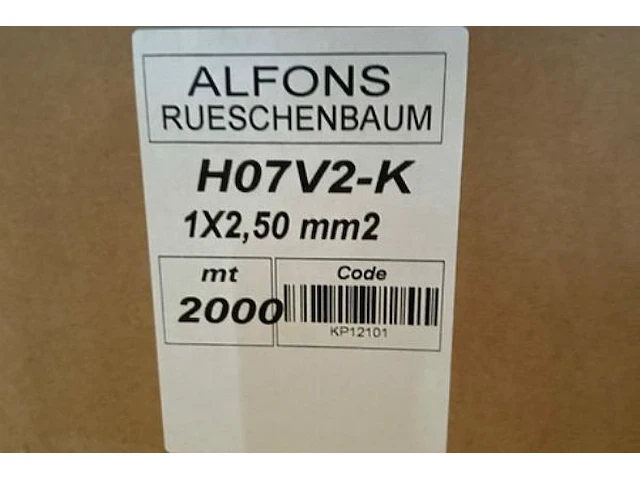 ALFONS
RUESCHENBAUM
H07V2-K
1X2,50 mm2
mt
2000
Code
KP12101